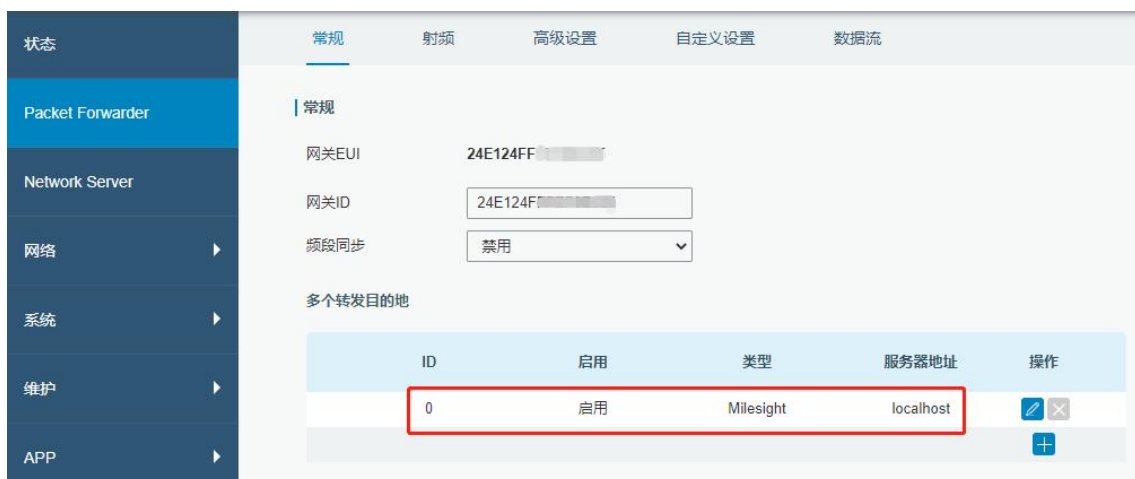 状态
Packet Forwarder
Network Server
网络
系统
维护
APP
常规 射频 高级设置 自定义设置 数据流
常规
网关EUI 24E124FF
网关ID 24E124F
频段同步 禁用
多个转发目的地
ID 启用 类型 服务器地址 操作
0 启用 Milesight localhost